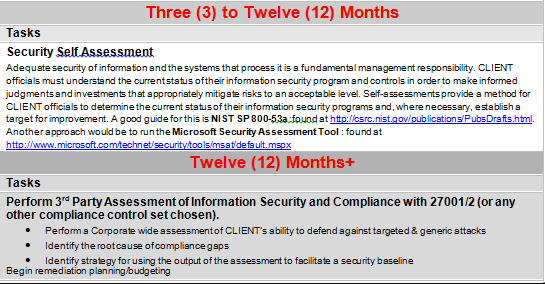 Three (3) to Twelve (12) Months
Tasks
Security Self Assessment
Adequate security of information and the systems that process it is a fundamental management responsibility. CLIENT
officials must understand the current status of their information security program and controls in order to make informed
judgments and investments that appropriately mitigate risks to an acceptable level. Self-assessments provide a method for
CLIENT officials to determine the current status of their information security programs and, where necessary, establish a
target for improvement. A good guide for this is NIST SP 800-53a: found at http://csrc.nist.gov/publications/PubsDrafts.html.
Another approach would be to run the Microsoft Security Assessment Tool : found at
http://www.microsoft.com/technet/security/tools/msat/default.mspx
Twelve (12) Months+
Tasks
Perform 3rd Party Assessment of Information Security and Compliance with 27001/2 (or any
other compliance control set chosen).
• Perform a Corporate wide assessment of CLIENT's ability to defend against targeted & generic attacks
• Identify the root cause of compliance gaps
• Identify strategy for using the output of the assessment to facilitate a security baseline
Begin remediation planning/budgeting